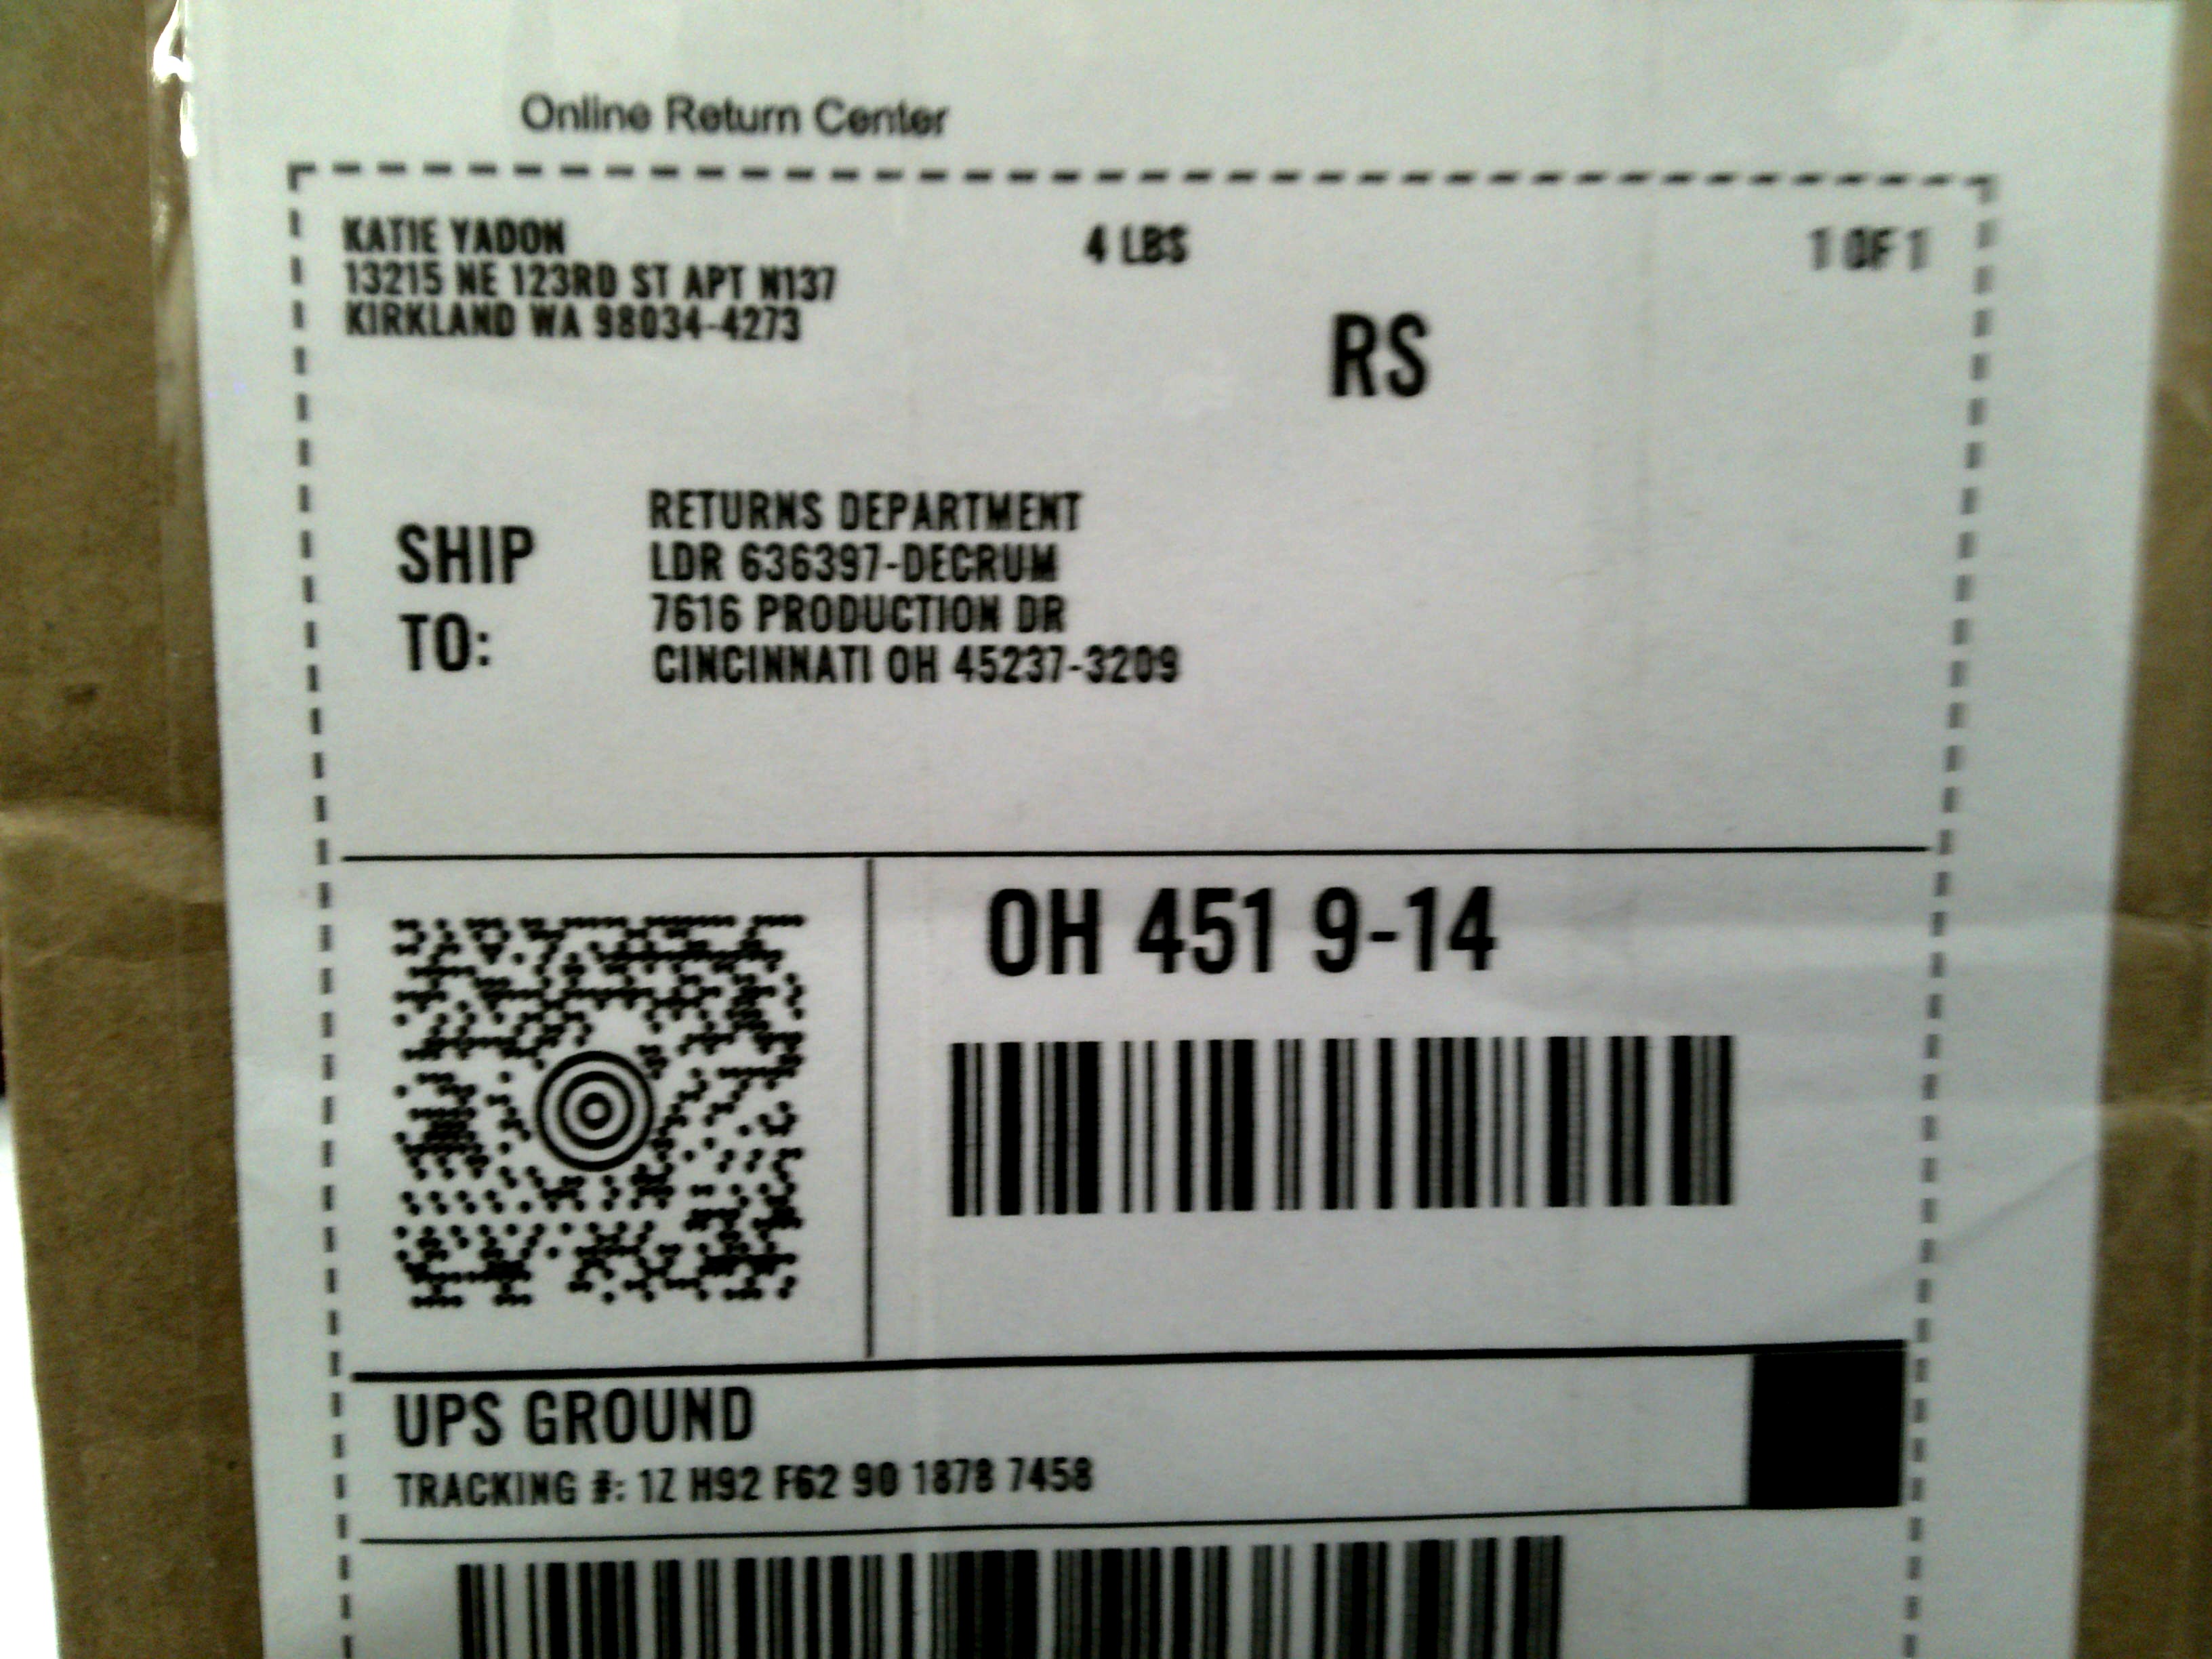 Online Return Center
KATIE YADON
13215 NE 123RD ST APT N137
KIRKLAND WA 98034-4273
4 LBS
1 OF 1
RS
SHIP
TO:
RETURNS DEPARTMENT
LDR 636397-DECRUM
7616 PRODUCTION DR
CINCINNATI OH 45237-3209
OH 451 9-14
UPS GROUND
TRACKING #: 1Z H92 F62 90 1878 7458